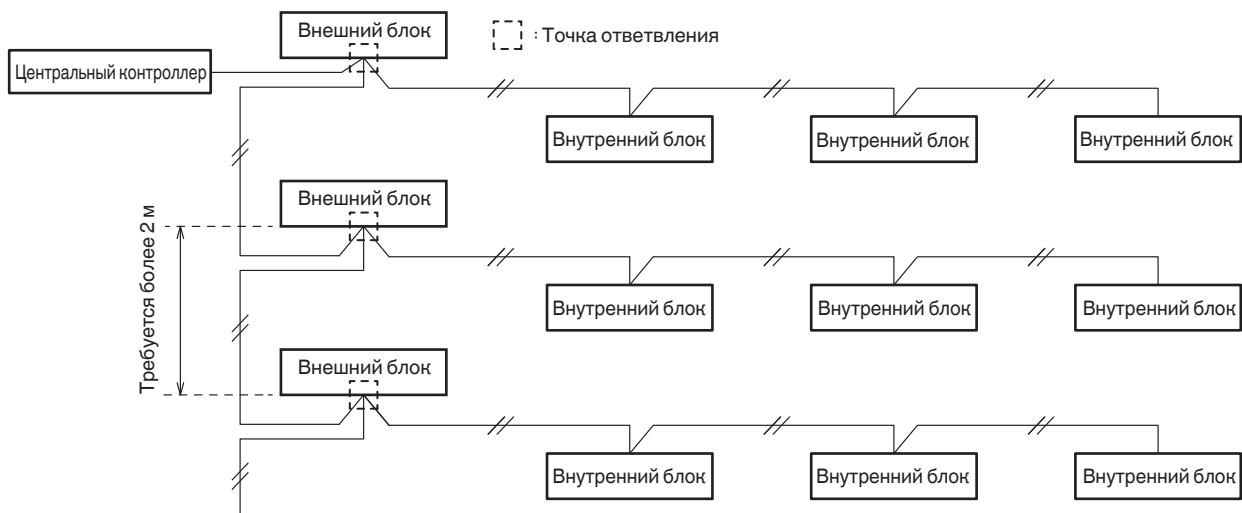 Внешний блок
: Точка ответвления
Центральный контроллер
Внутренний блок
Внутренний блок
Внутренний блок
Внешний блок
Требуется более 2 м
Внутренний блок
Внутренний блок
Внутренний блок
Внешний блок
Внутренний блок
Внутренний блок
Внутренний блок